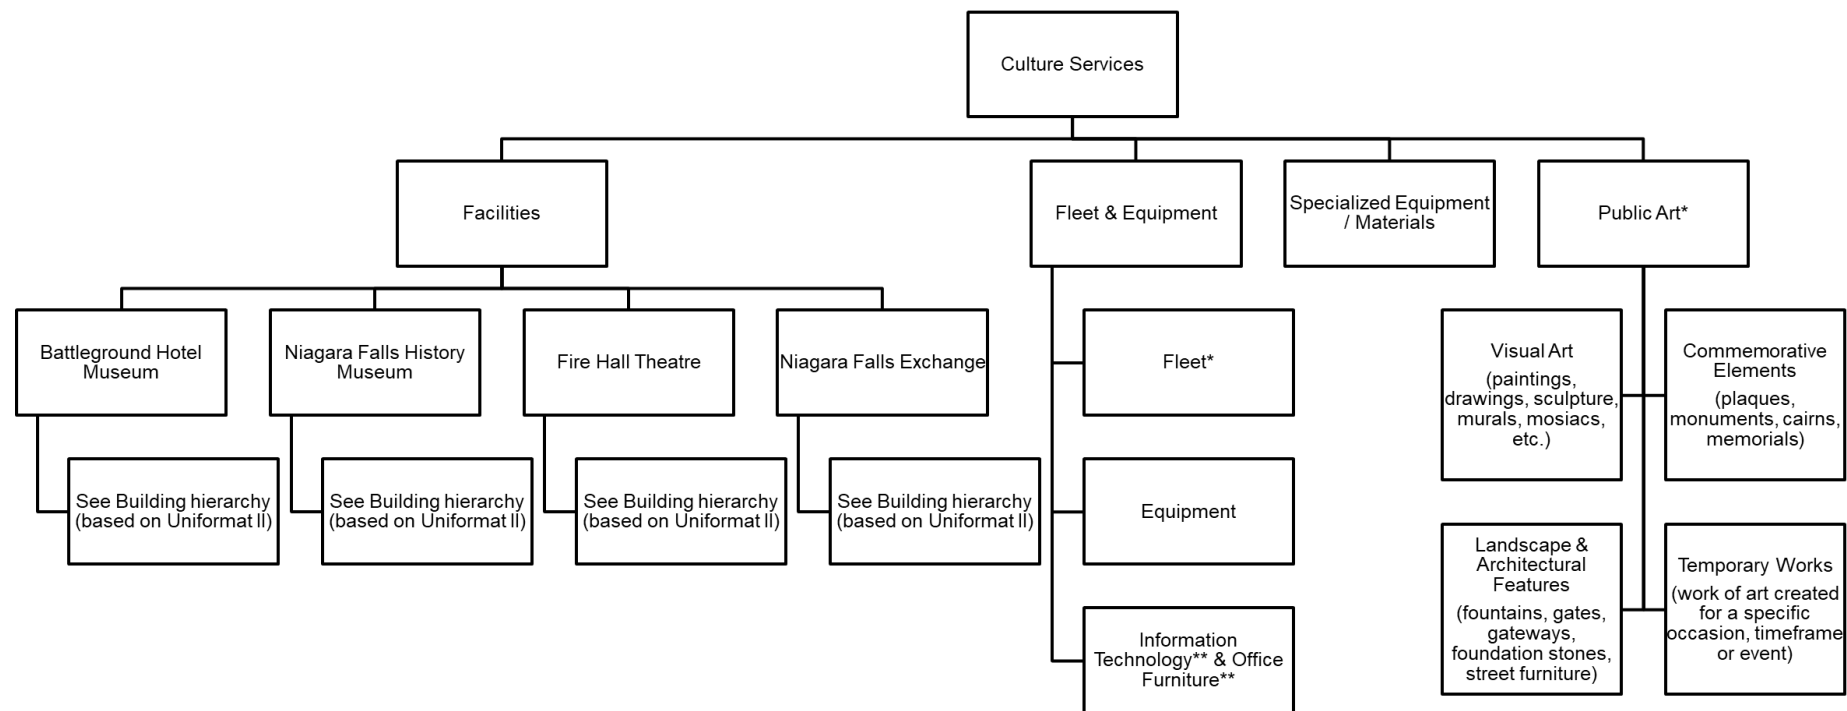 Culture Services
Facilities
Fleet & Equipment
Specialized Equipment
/ Materials
Public Art*
Battleground Hotel
Museum
Niagara Falls History
Museum
Fire Hall Theatre
Niagara Falls Exchange
Fleet*
Visual Art
(paintings,
drawings, sculpture,
murals, mosiacs,
etc.)
Commemorative
Elements
(plaques,
monuments, cairns,
memorials)
See Building hierarchy
(based on Uniformat II)
See Building hierarchy
(based on Uniformat II)
See Building hierarchy
(based on Uniformat II)
See Building hierarchy
(based on Uniformat II)
Equipment
Landscape &
Architectural
Features
(fountains, gates,
gateways,
foundation stones,
street furniture)
Temporary Works
(work of art created
for a specific
occasion, timeframe
or event)
Information
Technology** & Office
Furniture**